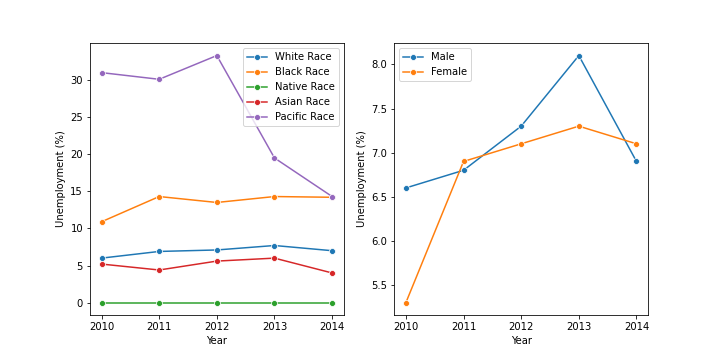 White Race
Black Race
Native Race
Asian Race
Pacific Race
Unemployment (%)
30
25
20
15
10
5
0
2010 2011 2012 2013 2014
Year
Male
Female
Unemployment (%)
8.0
7.5
7.0
6.5
6.0
5.5
2010 2011 2012 2013 2014
Year